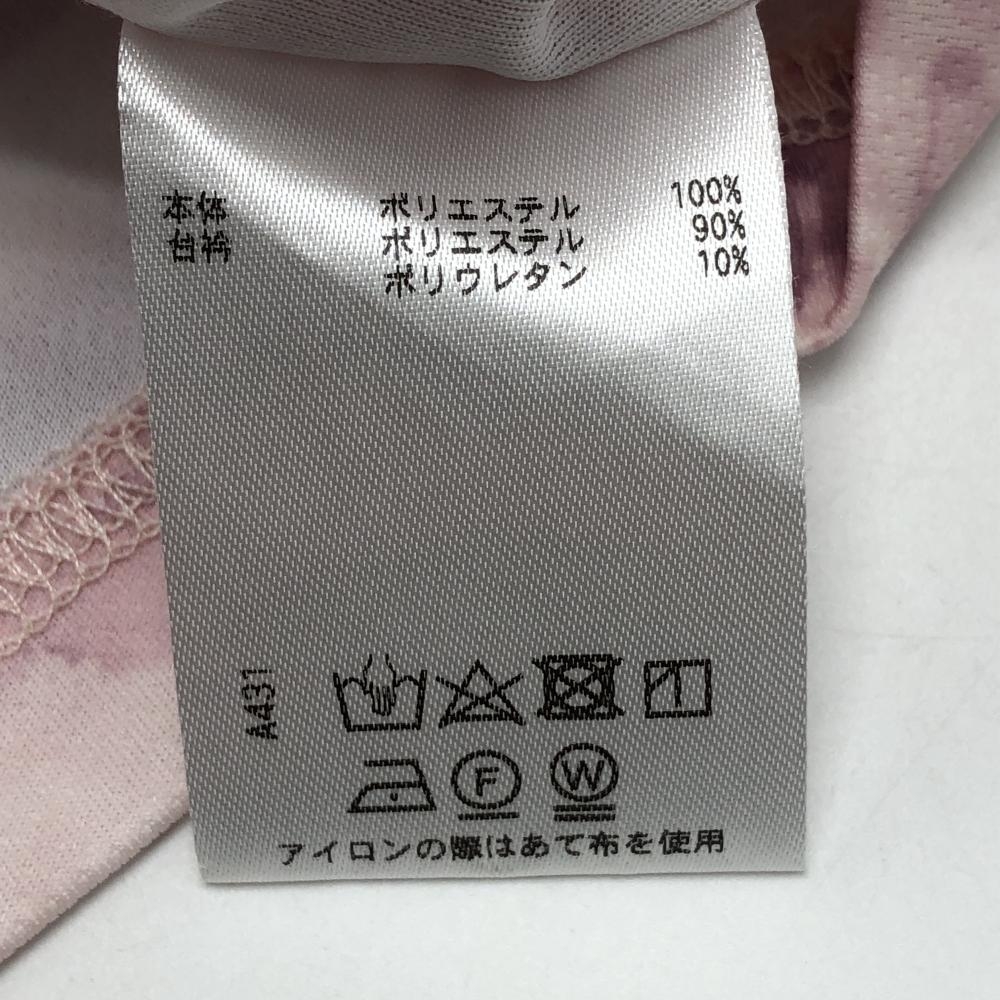 本体 ポリエステル 100%
白衿 ポリエステル 90%
ポリウレタン 10%
A431
F W
アイロンの際はあて布を使用